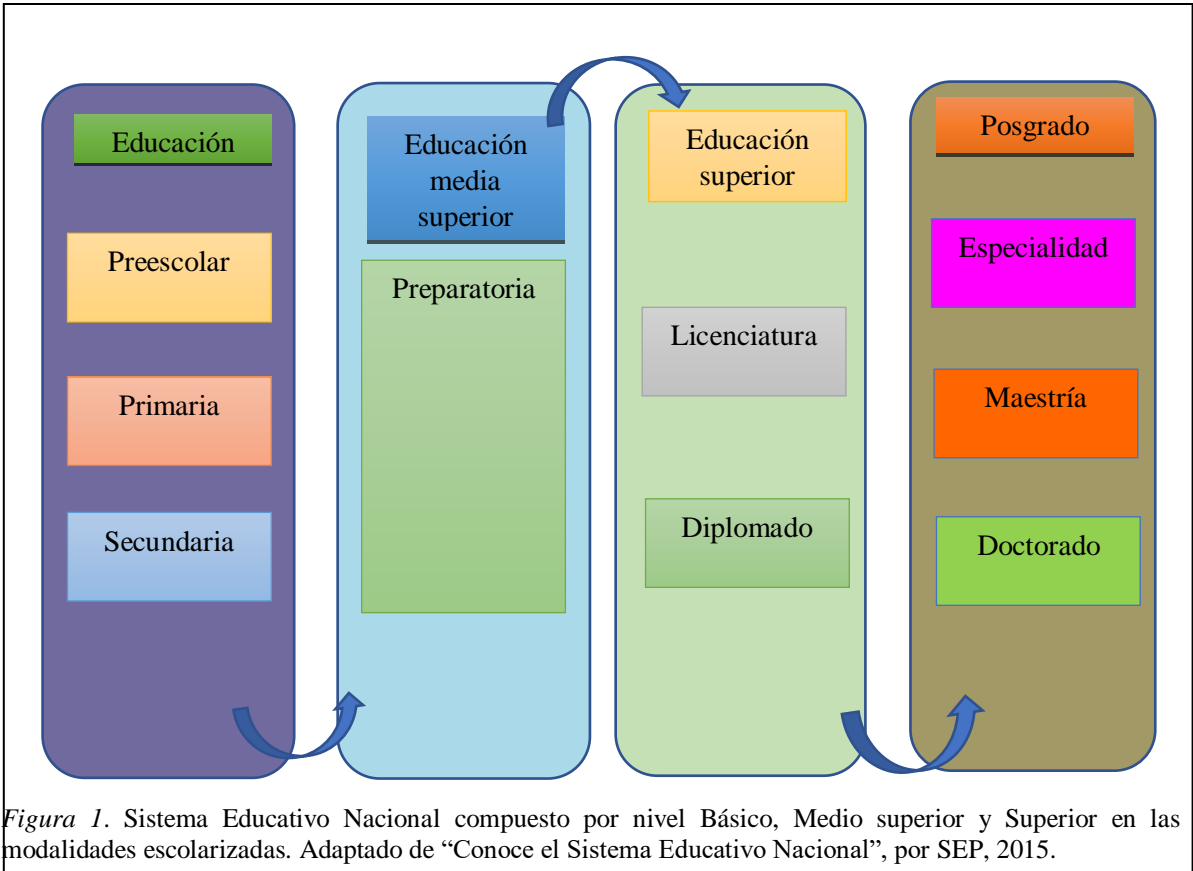 Educación
Preescolar
Primaria
Secundaria
Educación
media
superior
Preparatoria
Educación
superior
Licenciatura
Diplomado
Posgrado
Especialidad
Maestría
Doctorado
Figura 1. Sistema Educativo Nacional compuesto por nivel Básico, Medio superior y Superior en las
modalidades escolarizadas. Adaptado de “Conoce el Sistema Educativo Nacional”, por SEP, 2015.